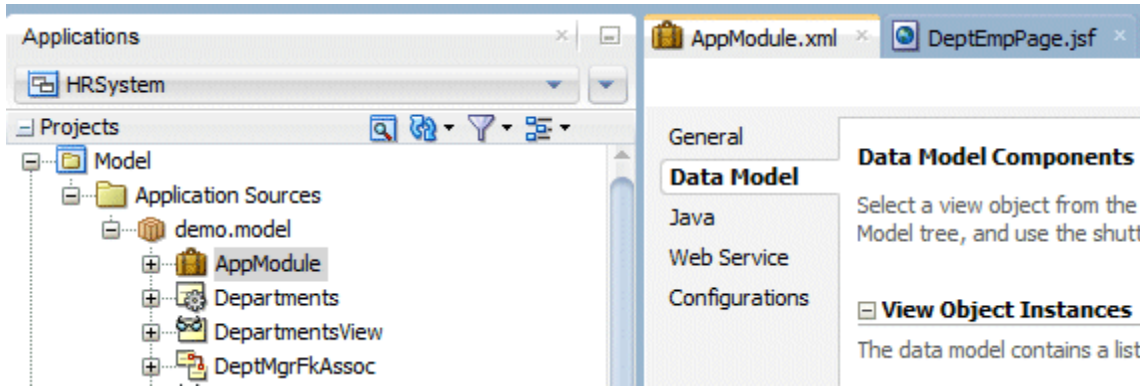 Applications
HRSystem
Projects
Model
Application Sources
demo.model
AppModule
Departments
DepartmentsView
DeptMgrFkAssoc
AppModule.xml
DeptEmpPage.jsf
General
Data Model
Java
Web Service
Configurations
Data Model Components
Select a view object from the
Model tree, and use the shutt
View Object Instances
The data model contains a list